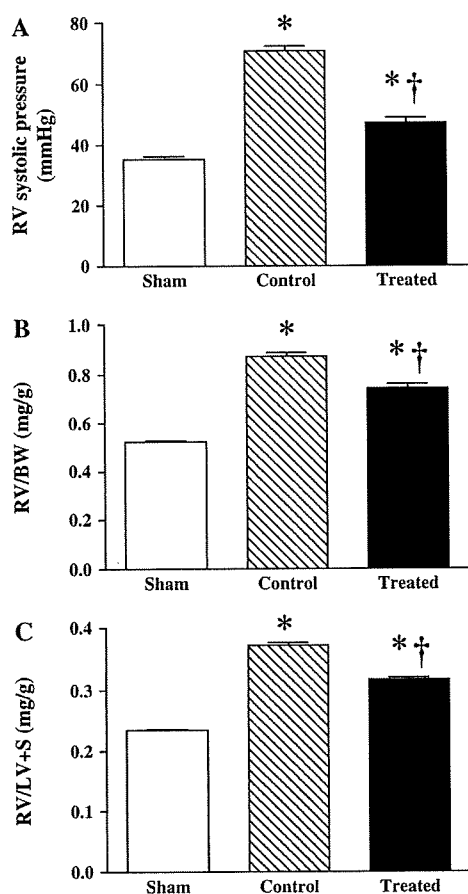 A
RV systolic pressure
(mmHg)
80
60
40
20
0
*
*†
Sham Control Treated
B
RV/BW (mg/g)
1.0
0.8
0.6
0.4
0.2
0.0
*
*†
Sham Control Treated
C
RV/LV+S (mg/g)
0.4
0.3
0.2
0.1
0.0
*
*†
Sham Control Treated